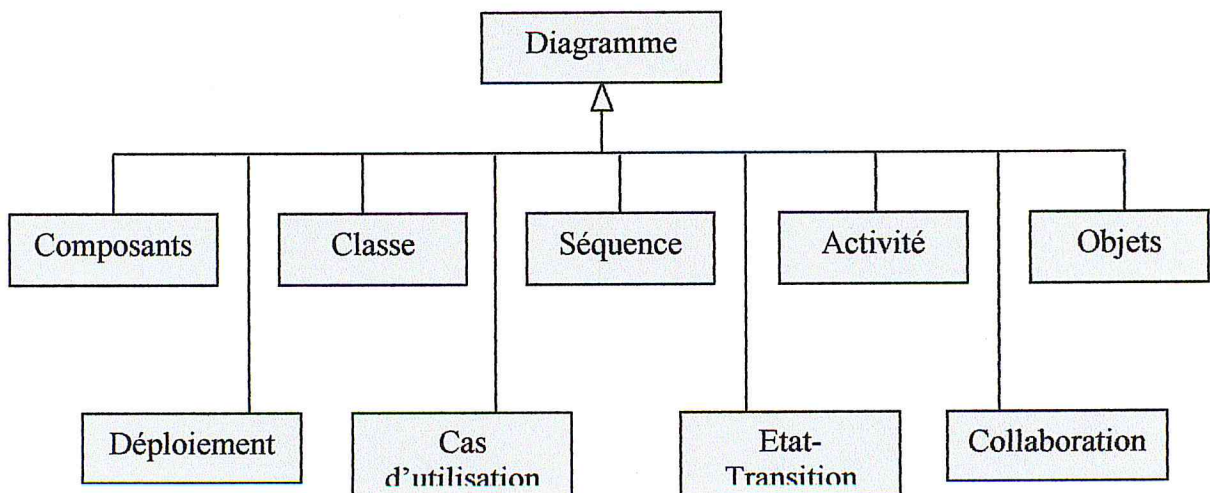 Diagramme
Composants
Classe
Séquence
Activité
Objets
Déploiement
Cas
d'utilisation
Etat-
Transition
Collaboration